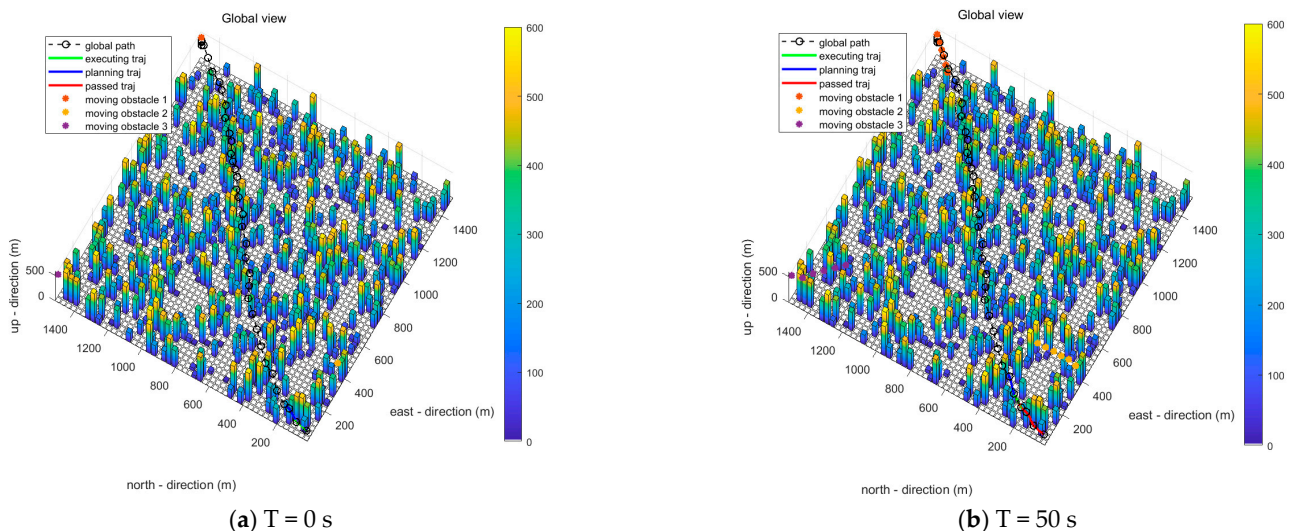 Global view
global path
executing traj
planning traj
passed traj
moving obstacle 1
moving obstacle 2
moving obstacle 3
up - direction (m)
500
0
1400
1200
1000
800
600
400
200
north - direction (m)
200
400
600
800
1000
1200
1400
east - direction (m)
600
500
400
300
200
100
0
(a) T = 0 s
Global view
global path
executing traj
planning traj
passed traj
moving obstacle 1
moving obstacle 2
moving obstacle 3
up - direction (m)
500
0
1400
1200
1000
800
600
400
200
north - direction (m)
200
400
600
800
1000
1200
1400
east - direction (m)
600
500
400
300
200
100
0
(b) T = 50 s